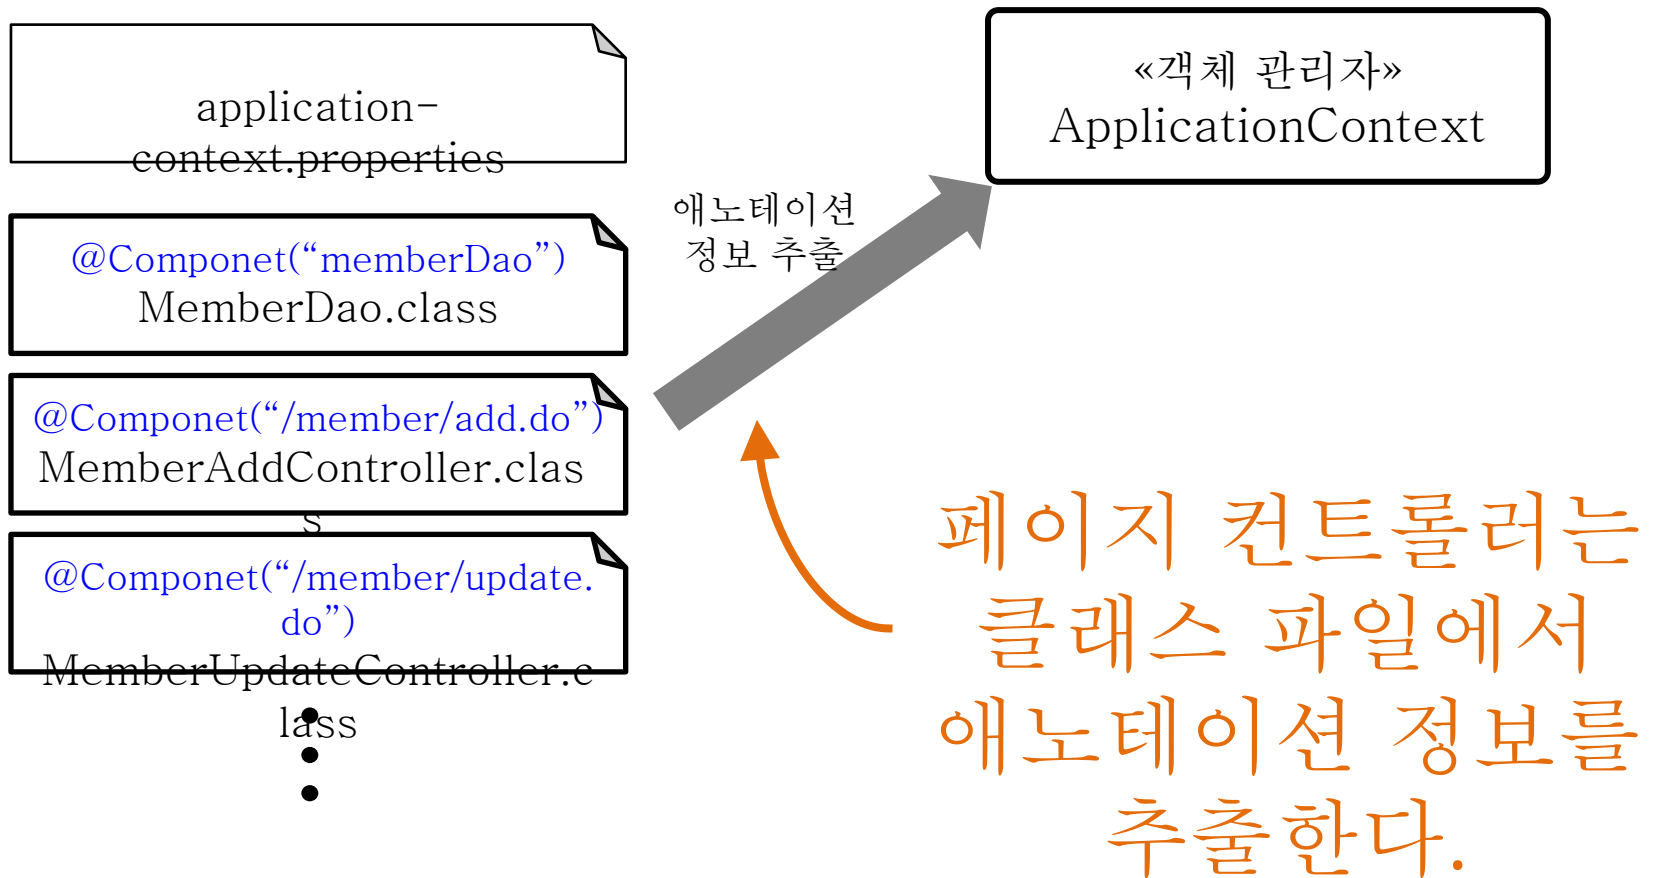 application-
context.properties
@Componet(“memberDao”)
MemberDao.class
@Componet(“/member/add.do”)
MemberAddController.clas
s
@Componet(“/member/update.
do”)
MemberUpdateController.c
lass
애노테이션
정보 추출
«객체 관리자»
ApplicationContext
페이지 컨트롤러는
클래스 파일에서
애노테이션 정보를
추출한다.